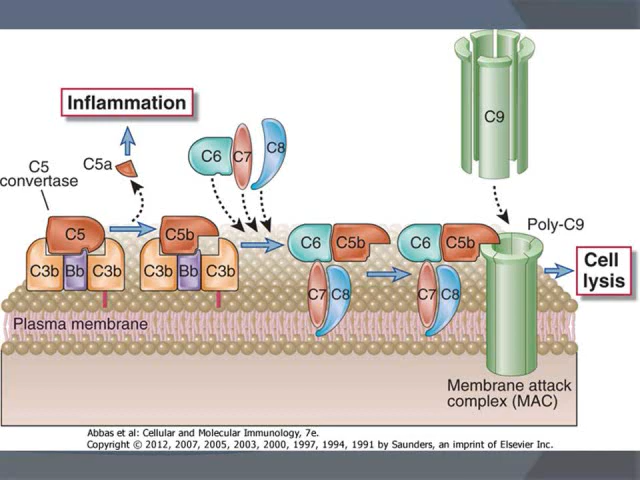 C9
Inflammation
C5a
C6
C7
C8
C5
convertase
C5
C5b
C6
C5b
C6
C5b
Poly-C9
C3b
Bb
C3b
C3b
Bb
C3b
C7
C8
C7
C8
Cell
lysis
Plasma membrane
Membrane attack
complex (MAC)
Abbas et al: Cellular and Molecular Immunology, 7e.
Copyright © 2012, 2007, 2005, 2003, 2000, 1997, 1994, 1991 by Saunders, an imprint of Elsevier Inc.